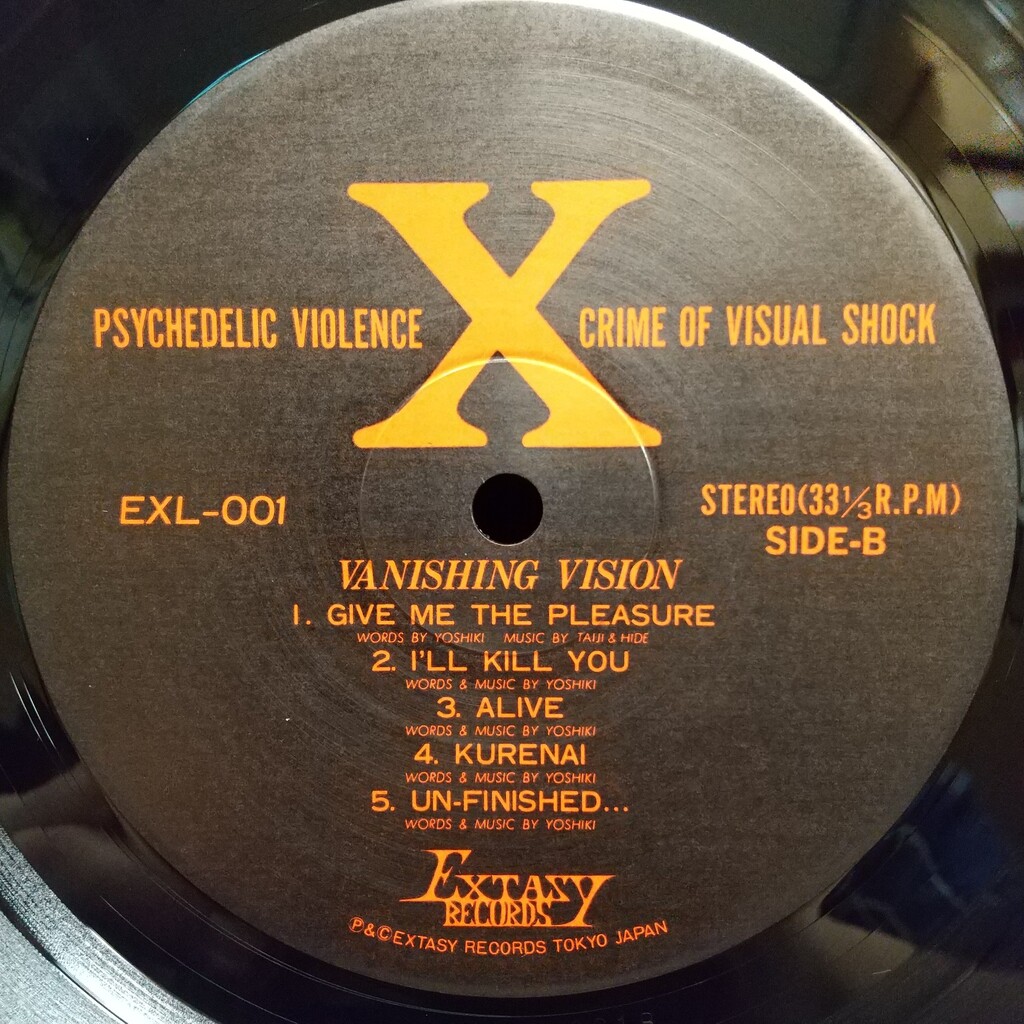 X
PSYCHEDELIC VIOLENCE CRIME OF VISUAL SHOCK
EXL-001
STEREO(33⅓R.P.M)
SIDE-B
VANISHING VISION
1. GIVE ME THE PLEASURE
WORDS BY YOSHIKI MUSIC BY TAIJI & HIDE
2. I'LL KILL YOU
WORDS & MUSIC BY YOSHIKI
3. ALIVE
WORDS & MUSIC BY YOSHIKI
4. KURENAI
WORDS & MUSIC BY YOSHIKI
5. UN-FINISHED...
WORDS & MUSIC BY YOSHIKI
EXTASY
RECORDS
℗&©EXTASY RECORDS TOKYO JAPAN